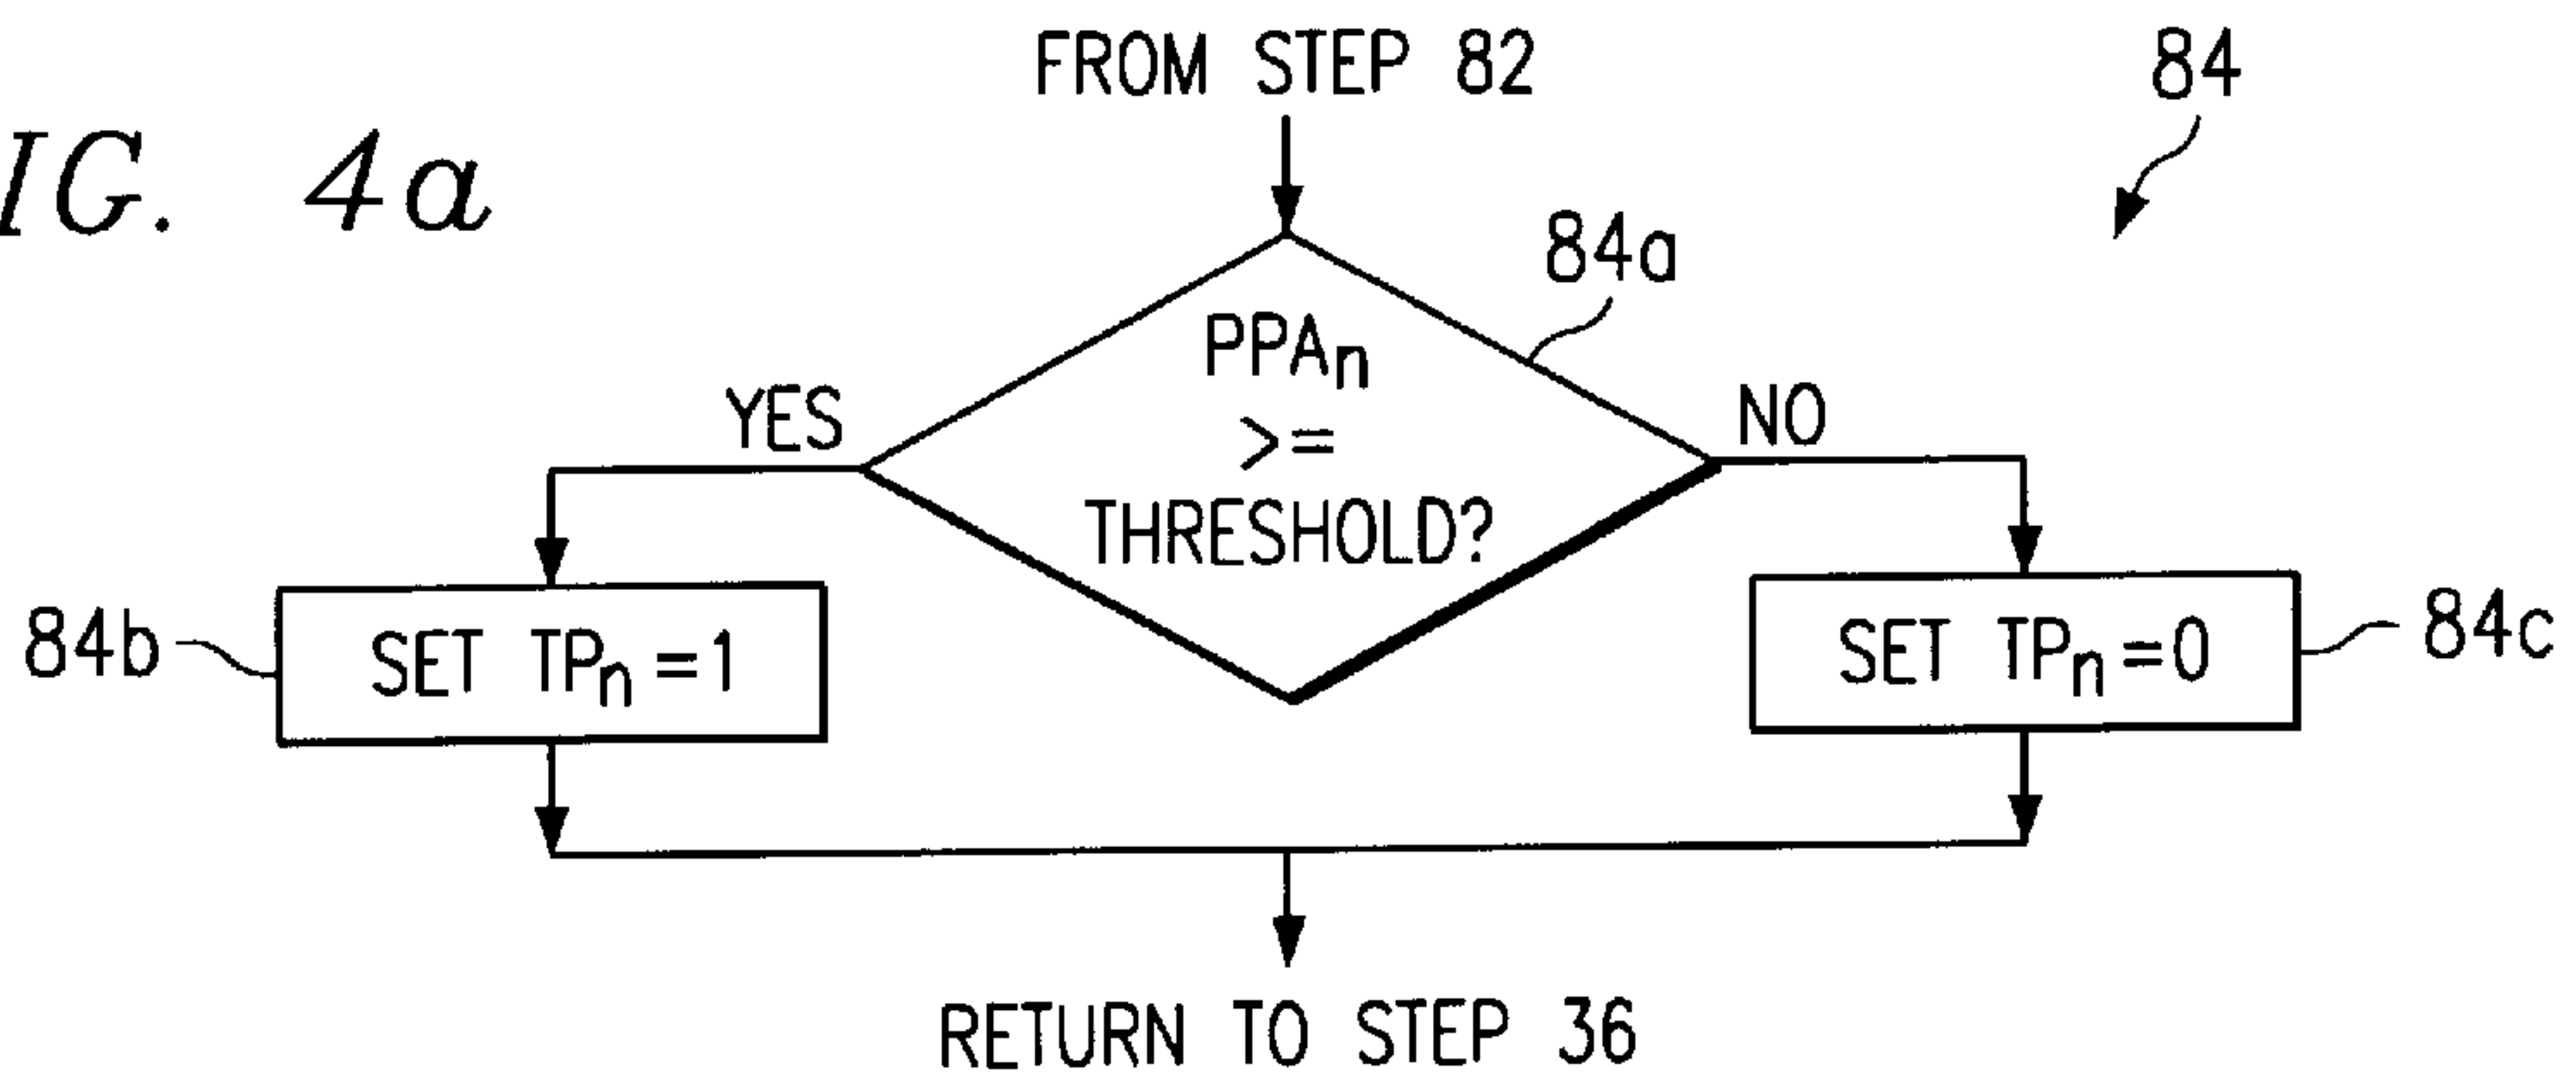 IG. 4a
FROM STEP 82
84
84a
PPAn
>=
THRESHOLD?
YES
NO
84b
SET TPn =1
SET TPn =0
84c
RETURN TO STEP 36